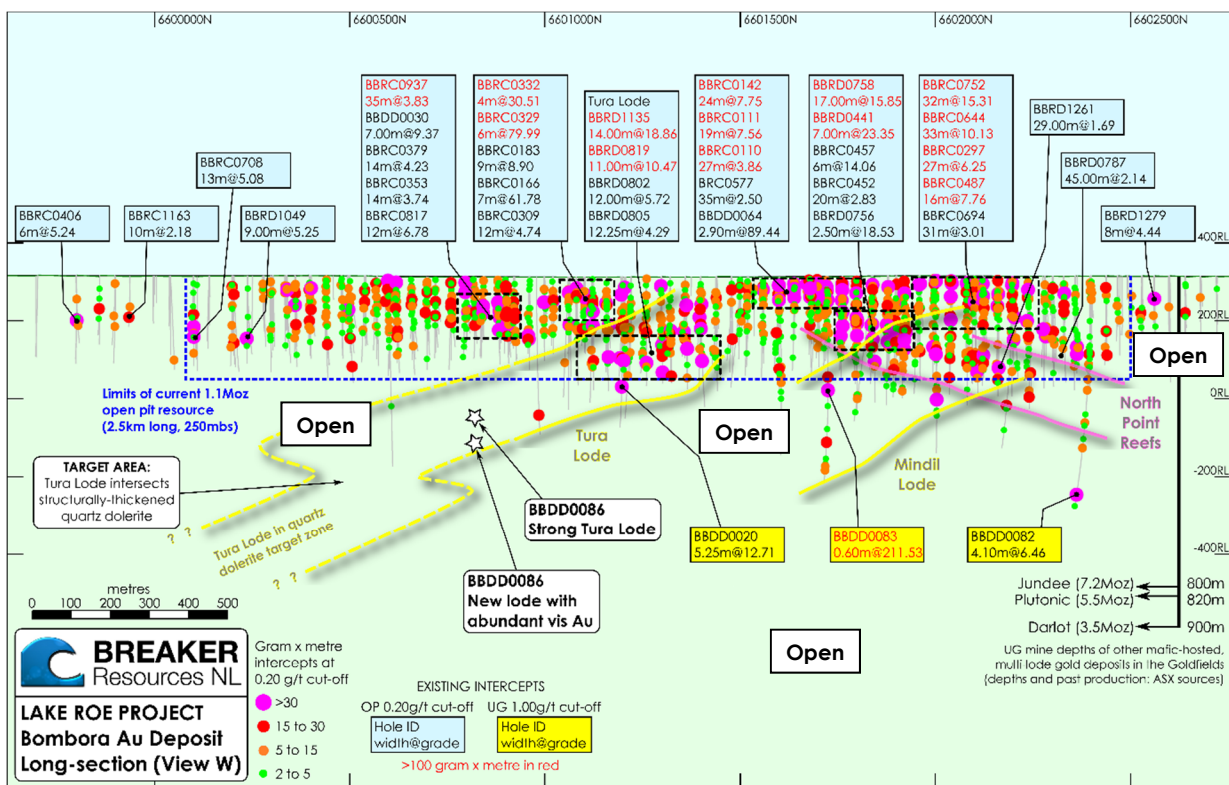 6600000N
6600500N
6601000N
6601500N
6602000N
6602500N
BBRC0406
6m@5.24
BBRC1163
10m@2.18
BBRC0708
13m@5.08
BBRD1049
9.00m@5.25
BBRC0937
35m@3.83
BBDD0030
7.00m@9.37
BBRC0379
14m@4.23
BBRC0353
14m@3.74
BBRC0817
12m@6.78
BBRC0332
4m@30.51
BBRC0329
6m@79.99
BBRC0183
9m@8.90
BBRC0166
7m@61.78
BBRC0309
12m@4.74
Tura Lode
BBRD1135
14.00m@18.86
BBRD0819
11.00m@10.47
BBRD0802
12.00m@5.72
BBRD0805
12.25m@4.29
BBRC0142
24m@7.75
BBRC0111
19m@7.56
BBRC0110
27m@3.86
BRC0577
35m@2.50
BBDD0064
2.90m@89.44
BBRD0758
17.00m@15.85
BBRD0441
7.00m@23.35
BBRC0457
6m@14.06
BBRC0452
20m@2.83
BBRD0756
2.50m@18.53
BBRC0752
32m@15.31
BBRC0644
33m@10.13
BBRC0297
27m@6.25
BBRC0487
16m@7.76
BBRC0694
31m@3.01
BBRD1261
29.00m@1.69
BBRD0787
45.00m@2.14
BBRD1279
8m@4.44
400RL
200RL
000RL
-200RL
-400RL
Limits of current 1.1Moz
open pit resource
(2.5km long, 250mbs)
Open
Open
Open
Open
TARGET AREA:
Tura Lode intersects
structurally-thickened
quartz dolerite
? ?
Tura Lode in quartz
dolerite target zone
? ?
Tura
Lode
Mindil
Lode
North
Point
Reefs
BBDD0086
Strong Tura Lode
BBDD0086
New lode with
abundant vis Au
BBDD0020
5.25m@12.71
BBDD0083
0.60m@211.53
BBDD0082
4.10m@6.46
Jundee (7.2Moz)
800m
Plutonic (5.5Moz)
820m
Darlot (3.5Moz)
900m
UG mine depths of other mafic-hosted,
multi lode gold deposits in the Goldfields
(depths and past production: ASX sources)
metres
0 100 200 300 400 500
BREAKER
Resources NL
LAKE ROE PROJECT
Bombora Au Deposit
Long-section (View W)
Gram x metre
intercepts at
0.20 g/t cut-off
>30
15 to 30
5 to 15
2 to 5
EXISTING INTERCEPTS
OP 0.20g/t cut-off
UG 1.00g/t cut-off
Hole ID
width@grade
Hole ID
width@grade
>100 gram x metre in red